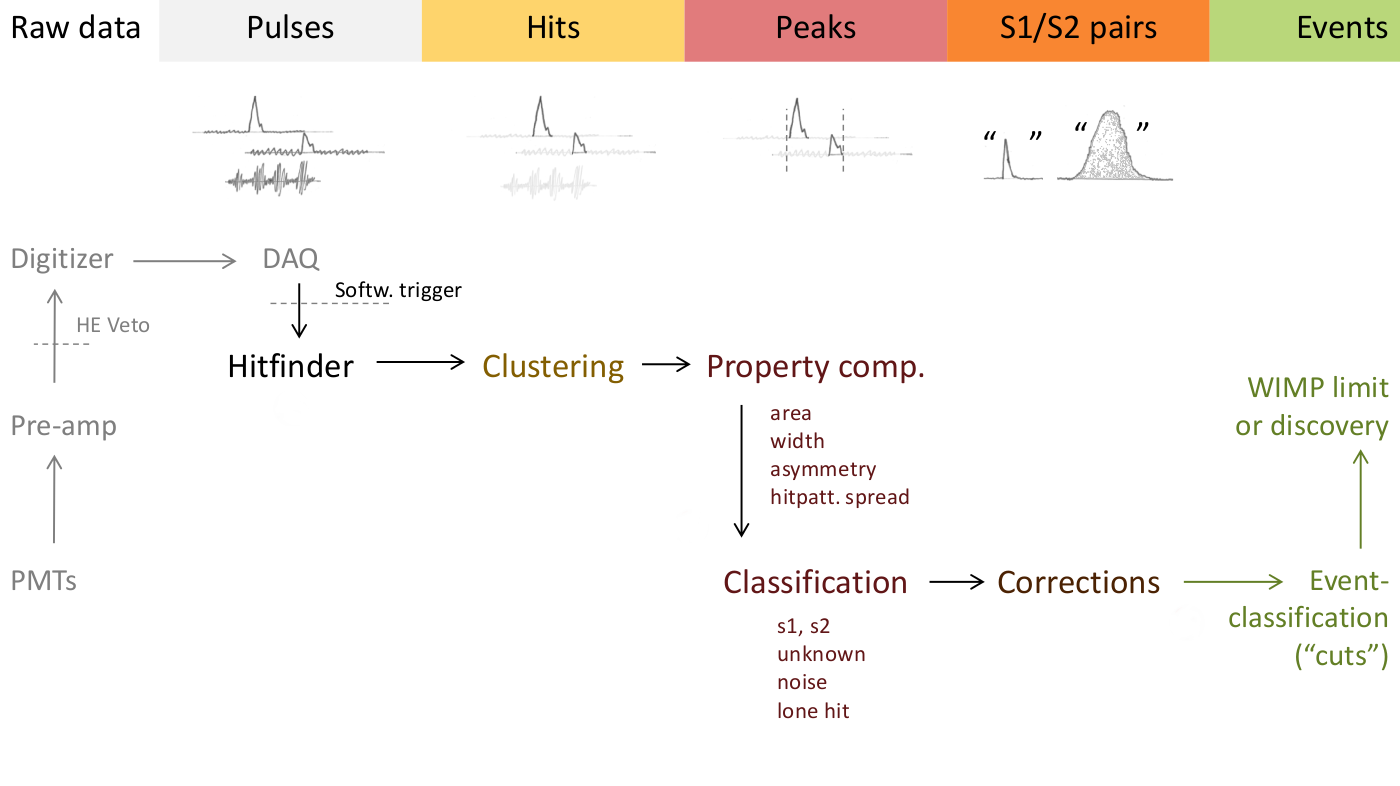 Raw data
Pulses
Hits
Peaks
S1/S2 pairs
Events
“ ” “ ”
Digitizer
DAQ
Softw. trigger
HE Veto
Hitfinder
Clustering
Property comp.
area
width
asymmetry
hitpatt. spread
Pre-amp
WIMP limit
or discovery
PMTs
Classification
s1, s2
unknown
noise
lone hit
Corrections
Event-
classification
(“cuts”)